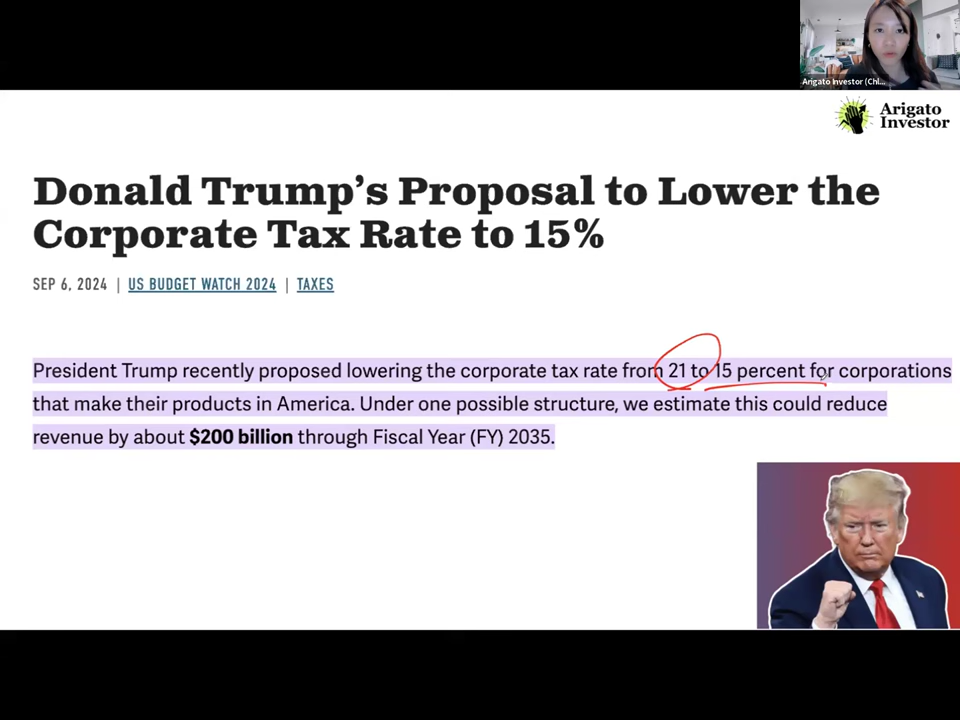 Arigato Investor (Chl...
Arigato
Investor
Donald Trump's Proposal to Lower the
Corporate Tax Rate to 15%
SEP 6, 2024 | US BUDGET WATCH 2024 | TAXES
President Trump recently proposed lowering the corporate tax rate from 21 to 15 percent for corporations
that make their products in America. Under one possible structure, we estimate this could reduce
revenue by about $200 billion through Fiscal Year (FY) 2035.